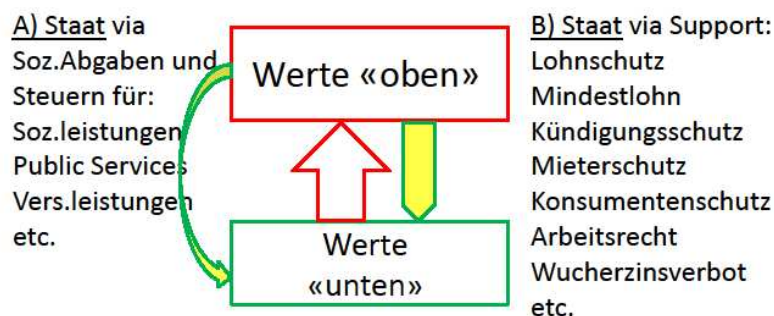 A) Staat via
Soz.Abgaben und
Steuern für:
Soz.leistungen
Public Services
Vers.leistungen
etc.
Werte «oben»
Werte
«unten»
B) Staat via Support:
Lohnschutz
Mindestlohn
Kündigungsschutz
Mieterschutz
Konsumentenschutz
Arbeitsrecht
Wucherzinsverbot
etc.